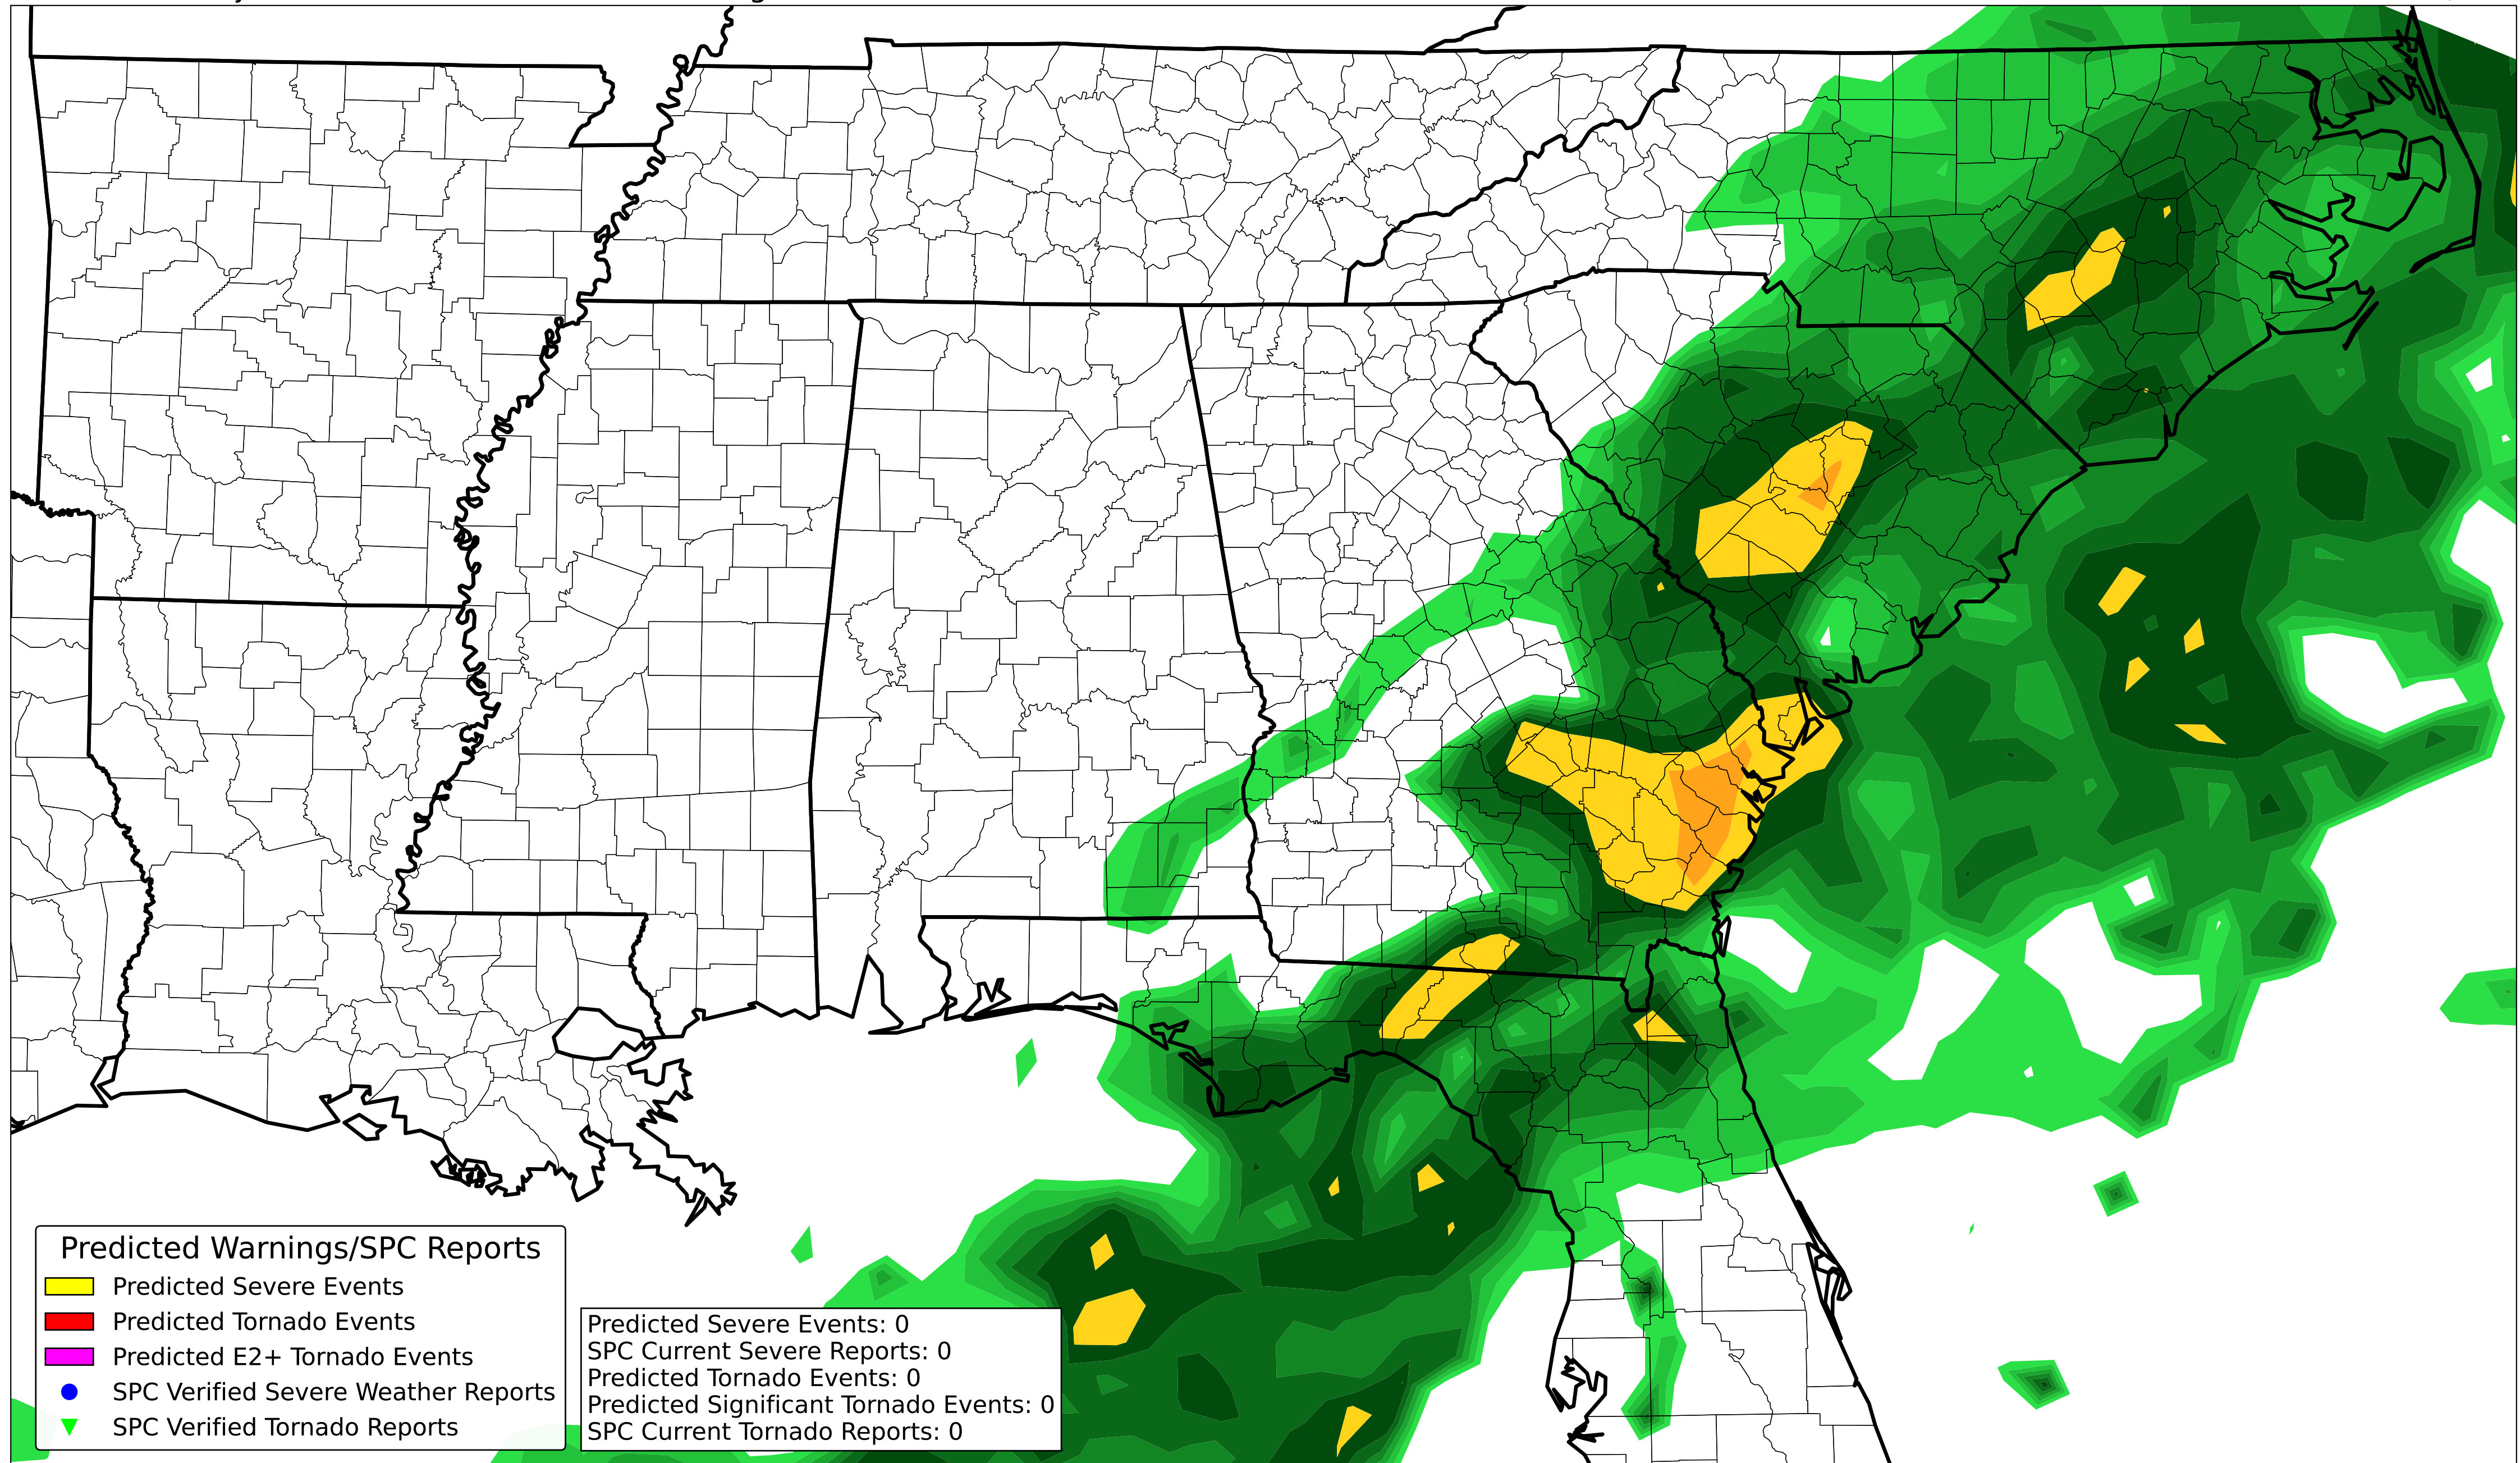 Predicted Warnings/SPC Reports
Predicted Severe Events
Predicted Tornado Events
Predicted E2+ Tornado Events
SPC Verified Severe Weather Reports
SPC Verified Tornado Reports
Predicted Severe Events: 0
SPC Current Severe Reports: 0
Predicted Tornado Events: 0
Predicted Significant Tornado Events: 0
SPC Current Tornado Reports: 0